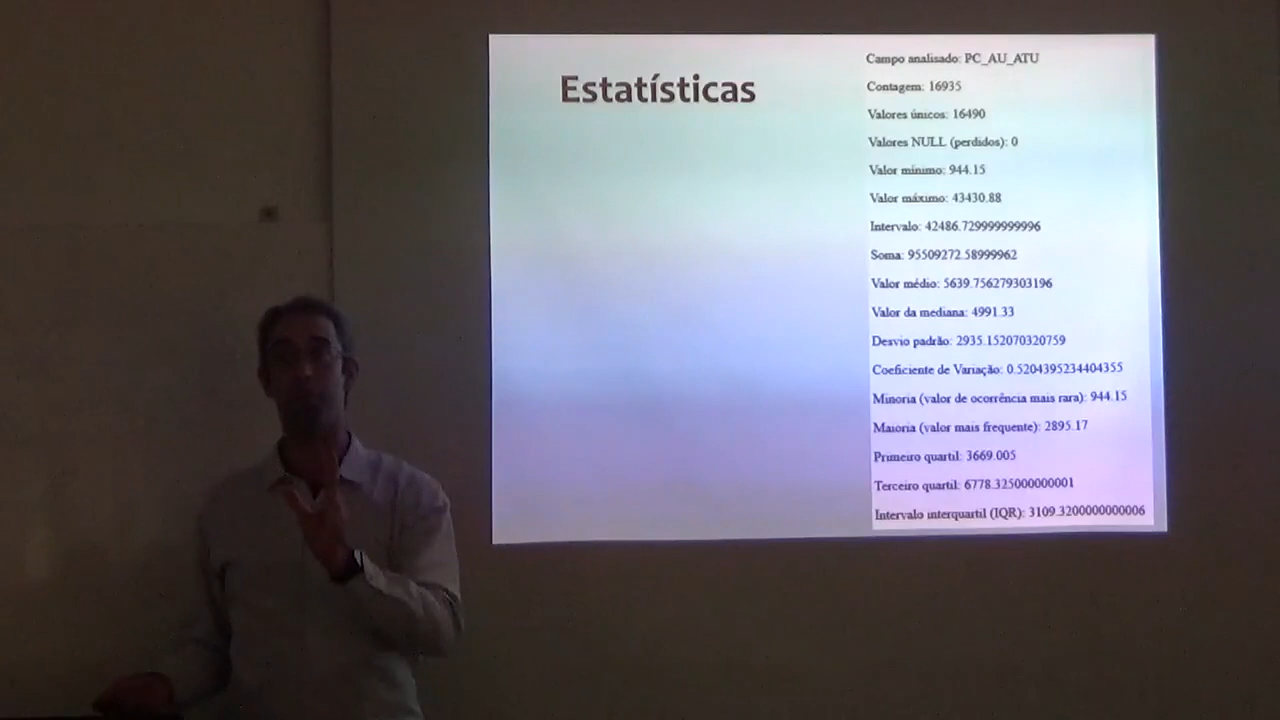 Estatísticas
Campo analisado: PC_AU_ATU
Contagem: 16935
Valores únicos: 16490
Valores NULL (perdidos): 0
Valor mínimo: 944.15
Valor máximo: 43430.88
Intervalo: 42486.729999999996
Soma: 95509272.58999962
Valor médio: 5639.756279303196
Valor da mediana: 4991.33
Desvio padrão: 2935.152070320759
Coeficiente de Variação: 0.5204395234404355
Minoria (valor de ocorrência mais rara): 944.15
Maioria (valor mais frequente): 2895.17
Primeiro quartil: 3669.005
Terceiro quartil: 6778.325000000001
Intervalo interquartil (IQR): 3109.3200000000006